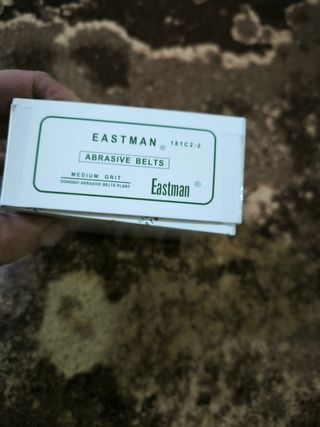 EASTMAN ® 181C2-2
ABRASIVE BELTS
MEDIUM GRIT
DONGBAI ABRASIVE BELTS PLANT
Eastman ®